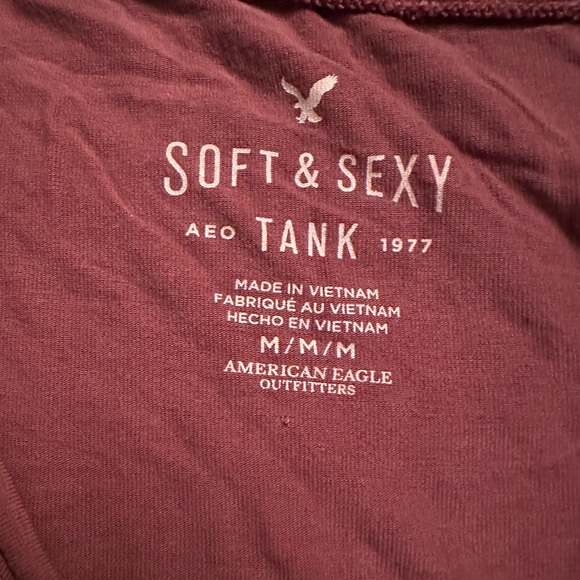 SOFT & SEXY
AEO TANK 1977
MADE IN VIETNAM
FABRIQUÉ AU VIETNAM
HECHO EN VIETNAM
M/M/M
AMERICAN EAGLE
OUTFITTERS